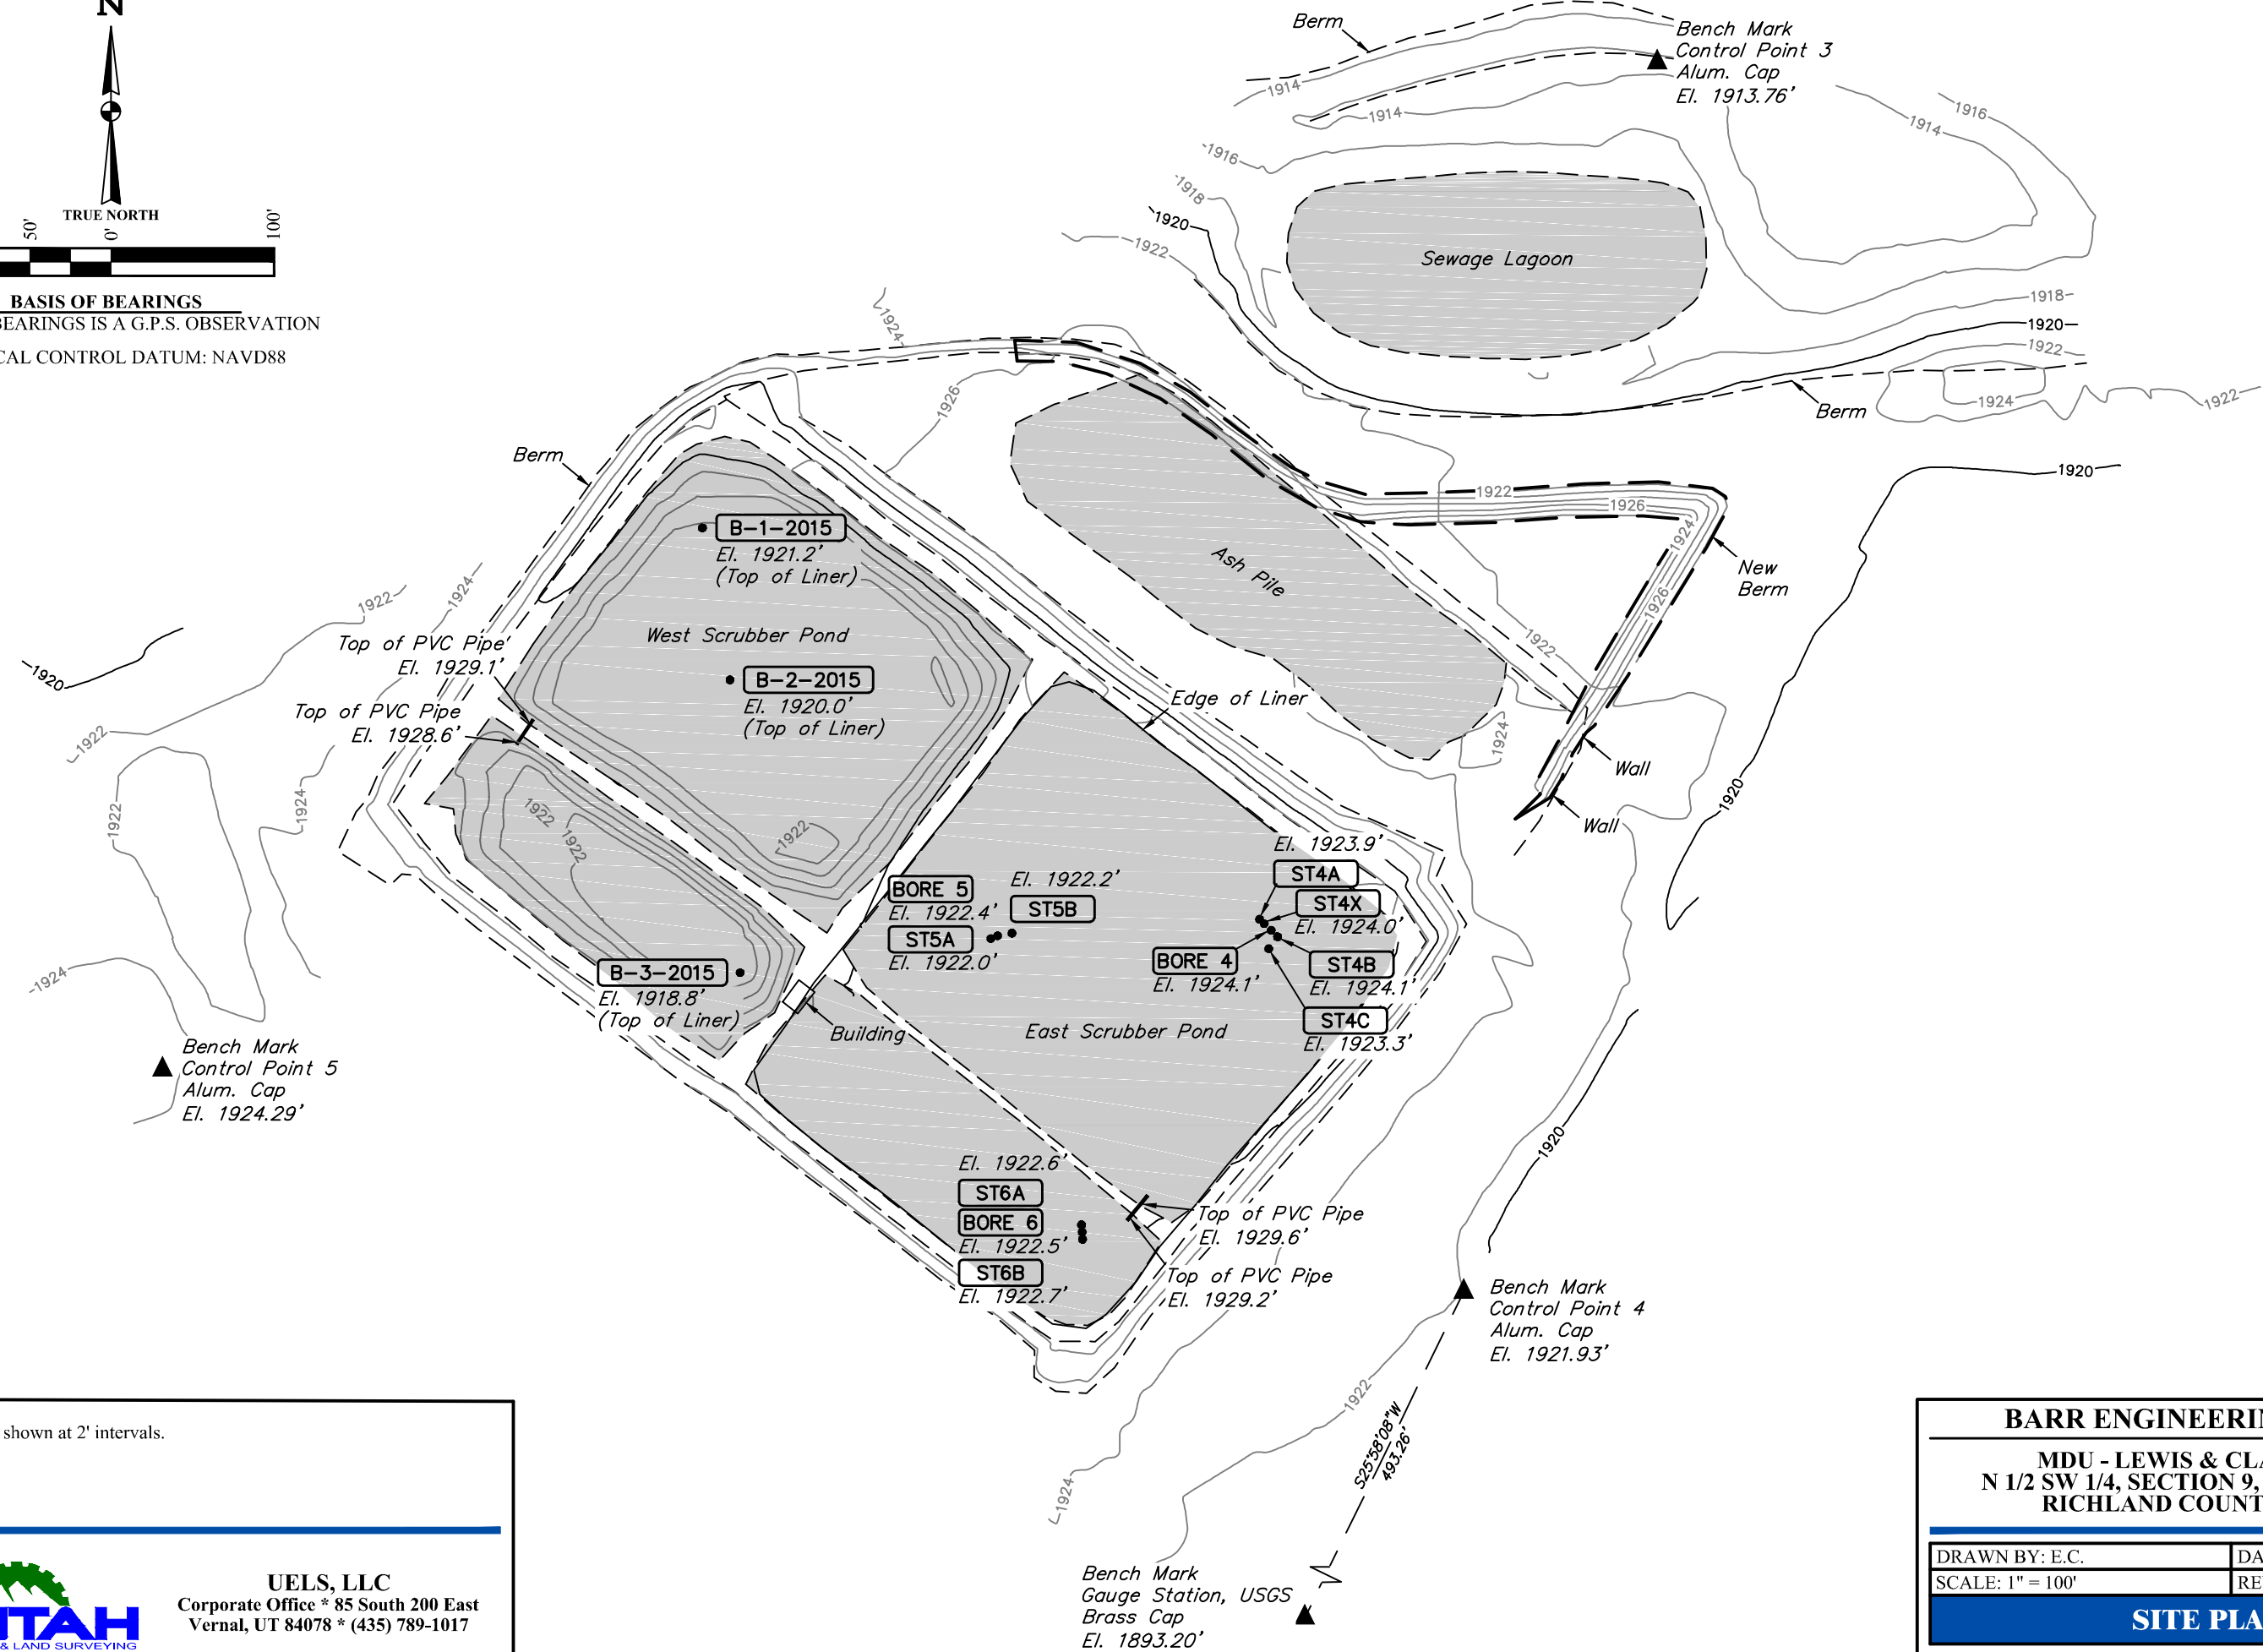 N
TRUE NORTH
50'
0'
100'
BASIS OF BEARINGS
BEARINGS IS A G.P.S. OBSERVATION
CAL CONTROL DATUM: NAVD88
Berm
Bench Mark
Control Point 3
Alum. Cap
El. 1913.76'
1914
1914
1916
1914
1916
1918
1920
1922
Sewage Lagoon
1918
1920
1922
1924
1922
Berm
1920
1924
1926
Berm
1922
1926
1924
1926
New
Berm
Ash Pile
1922
B-1-2015
El. 1921.2'
(Top of Liner)
West Scrubber Pond
B-2-2015
El. 1920.0'
(Top of Liner)
1924
1922
1920
Top of PVC Pipe
El. 1929.1'
Top of PVC Pipe
El. 1928.6'
1922
1922
1924
1924
Edge of Liner
1924
Wall
Wall
1920
1922
1922
1922
El. 1923.9'
ST4A
ST4X
El. 1924.0'
BORE 5
El. 1922.4'
ST5A
El. 1922.0'
El. 1922.2'
ST5B
BORE 4
El. 1924.1'
ST4B
El. 1924.1'
ST4C
El. 1923.3'
B-3-2015
El. 1918.8'
(Top of Liner)
Building
East Scrubber Pond
Bench Mark
Control Point 5
Alum. Cap
El. 1924.29'
1920
El. 1922.6'
ST6A
BORE 6
El. 1922.5'
ST6B
El. 1922.7'
Top of PVC Pipe
El. 1929.6'
Top of PVC Pipe
El. 1929.2'
Bench Mark
Control Point 4
Alum. Cap
El. 1921.93'
1922
1924
S25°58'08"W
493.26'
Bench Mark
Gauge Station, USGS
Brass Cap
El. 1893.20'
shown at 2' intervals.
UELS, LLC
Corporate Office * 85 South 200 East
Vernal, UT 84078 * (435) 789-1017
NTAH
& LAND SURVEYING
BARR ENGINEERIN
MDU - LEWIS & CLA
N 1/2 SW 1/4, SECTION 9,
RICHLAND COUNT
DRAWN BY: E.C.
DA
SCALE: 1" = 100'
RE
SITE PLA